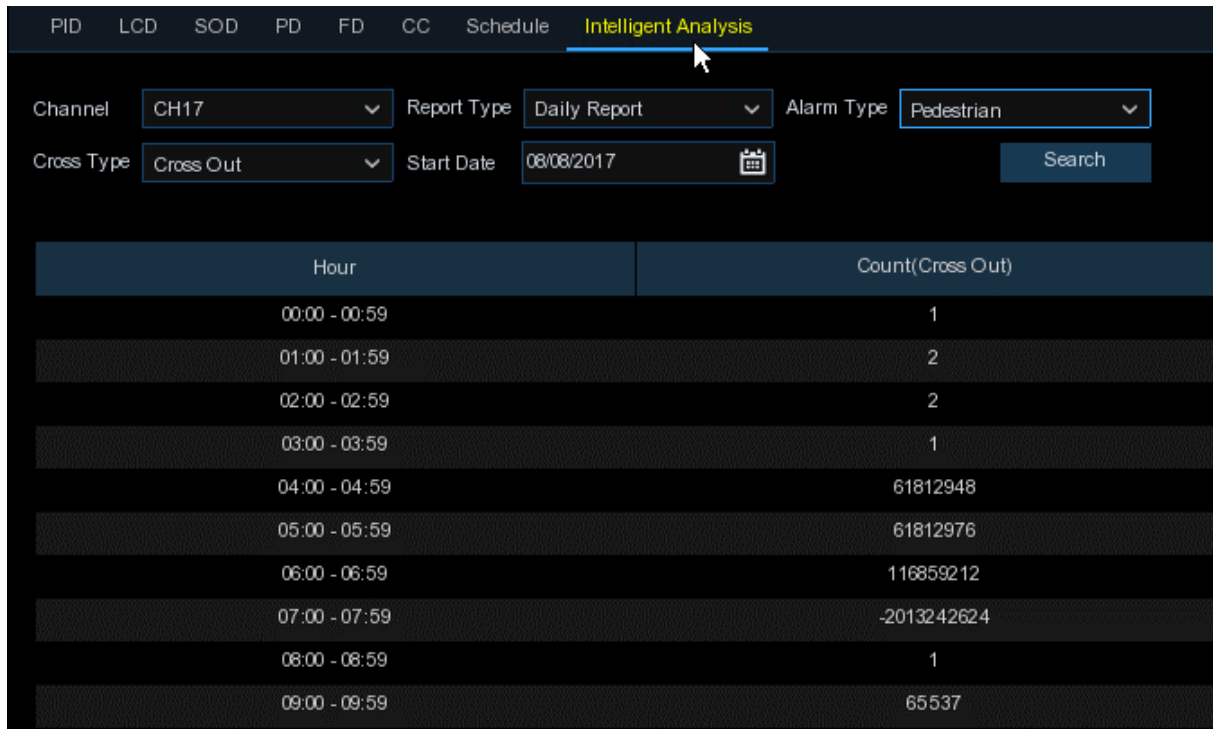 PID LCD SOD PD FD CC Schedule Intelligent Analysis
Channel CH17 Report Type Daily Report Alarm Type Pedestrian
Cross Type Cross Out Start Date 08/08/2017 Search
Hour Count(Cross Out)
00:00 - 00:59 1
01:00 - 01:59 2
02:00 - 02:59 2
03:00 - 03:59 1
04:00 - 04:59 61812948
05:00 - 05:59 61812976
06:00 - 06:59 116859212
07:00 - 07:59 -2013242624
08:00 - 08:59 1
09:00 - 09:59 65537